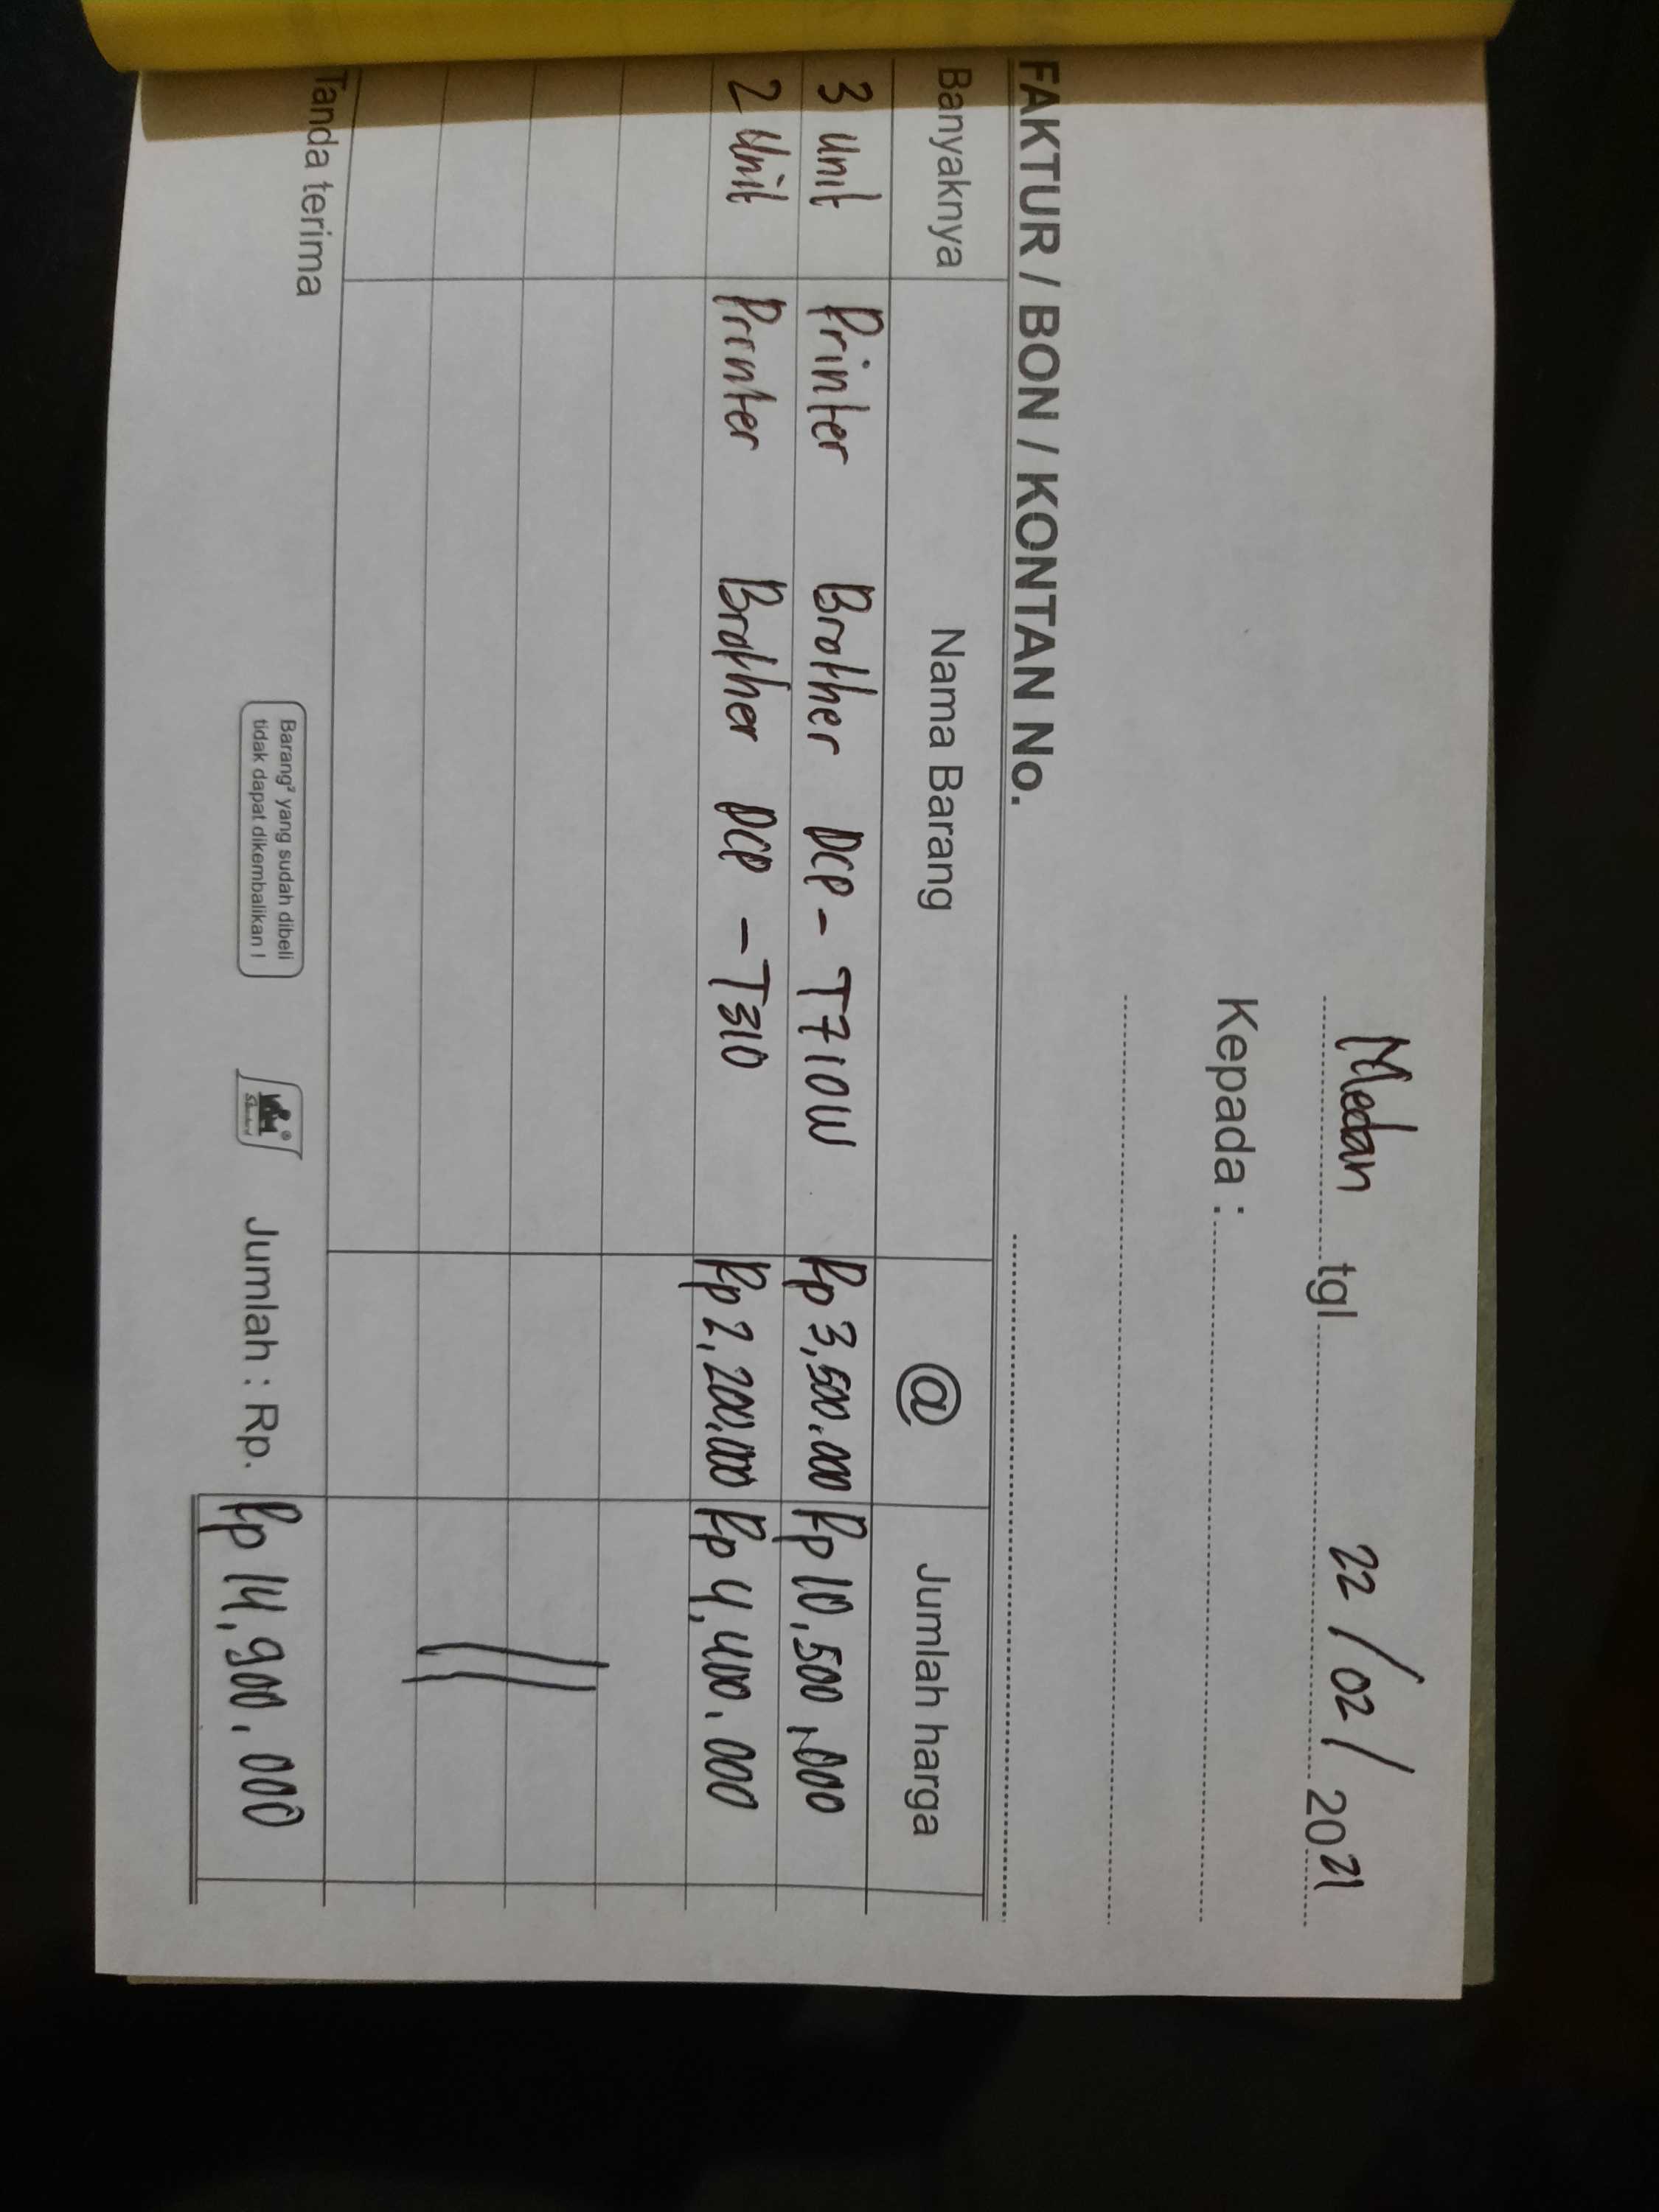 Medan tgl 22/02/2021
Kepada :
FAKTUR / BON / KONTAN No.
Banyaknya Nama Barang @ Jumlah harga
3 Unit Printer Brother DCP - T710W Rp 3,500.000 Rp 10,500,000
2 Unit Printer Brother DCP - T310 Rp 2,200.000 Rp 4,400.000
Tanda terima
Barang² yang sudah dibeli
tidak dapat dikembalikan !
Jumlah : Rp. Rp 14,900.000